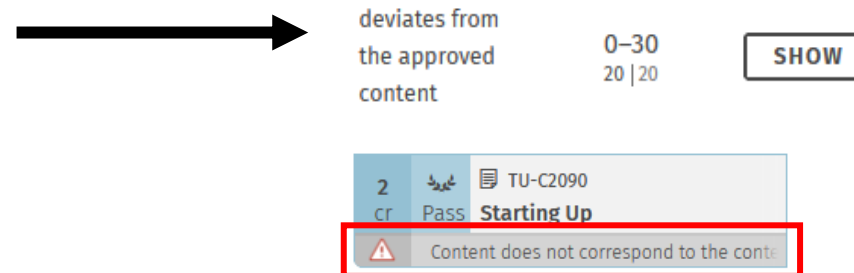 deviates from
the approved
content
0–30
20 | 20
SHOW
2
cr
Pass
TU-C2090
Starting Up
Content does not correspond to the conte